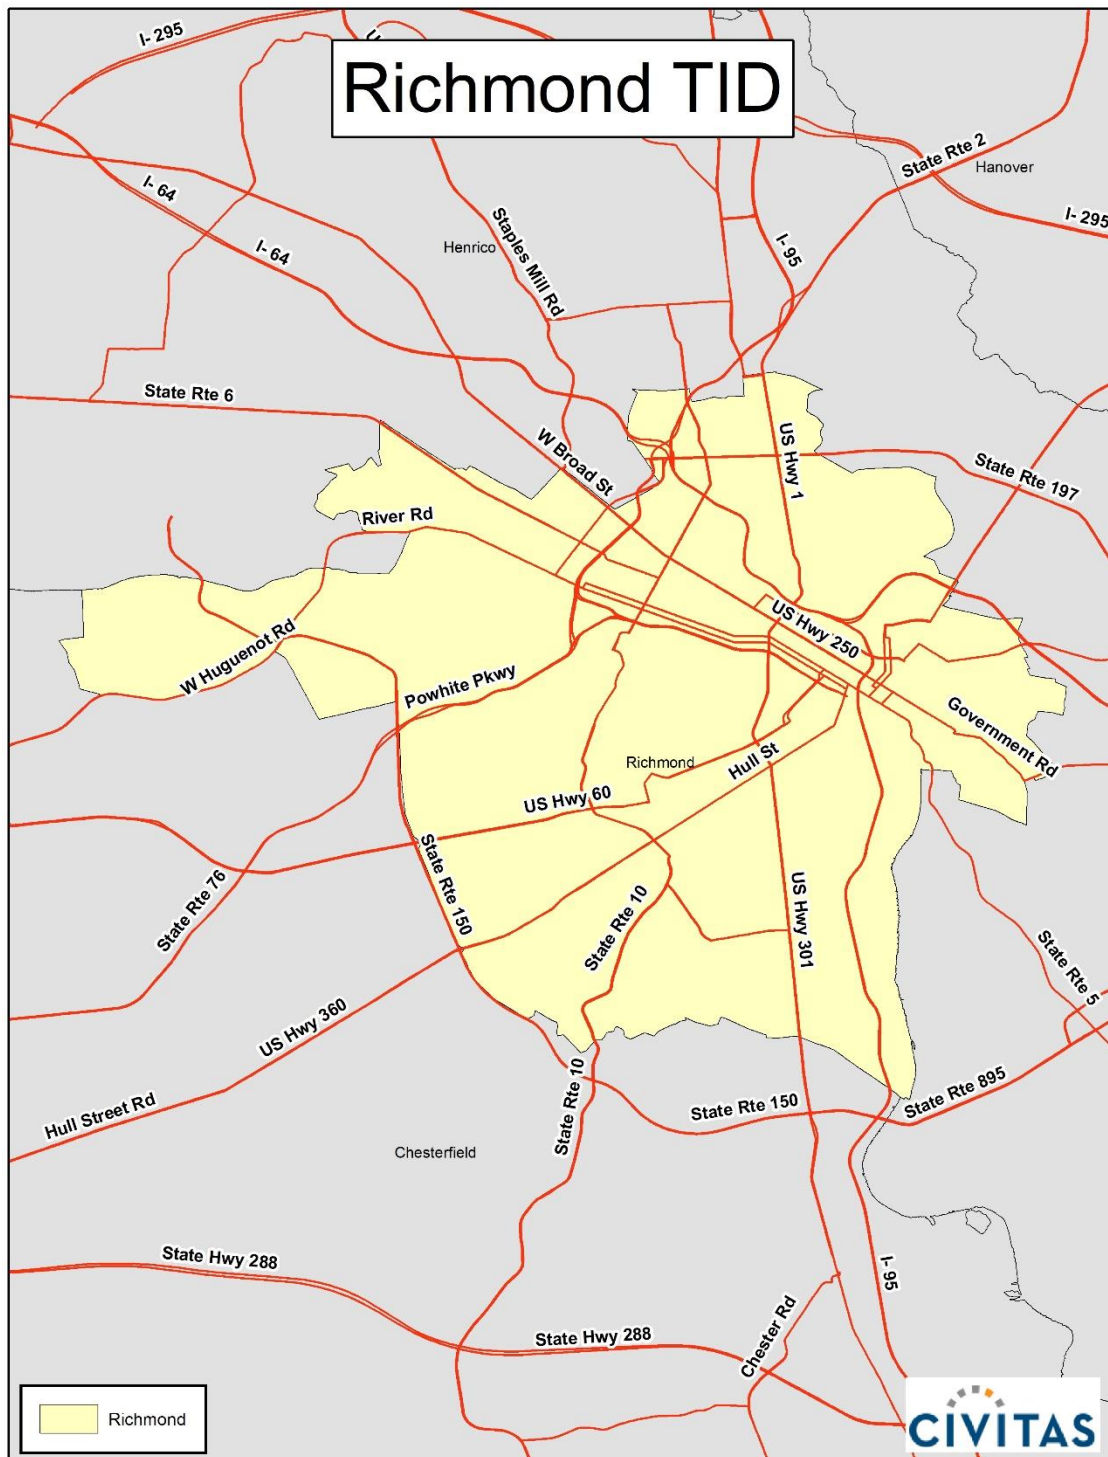 I- 295
Richmond TID
State Rte 2
Hanover
I- 64
I- 295
Henrico
Staples Mill Rd
I- 64
I- 95
State Rte 6
W Broad St
US Hwy 1
State Rte 197
River Rd
US Hwy 250
W Huguenot Rd
Powhite Pkwy
Government Rd
Richmond
Hull St
US Hwy 60
State Rte 150
State Rte 76
State Rte 10
US Hwy 301
State Rte 5
US Hwy 360
State Rte 10
Hull Street Rd
State Rte 150
State Rte 895
Chesterfield
State Hwy 288
I- 95
State Hwy 288
Chester Rd
Richmond
CIVITAS